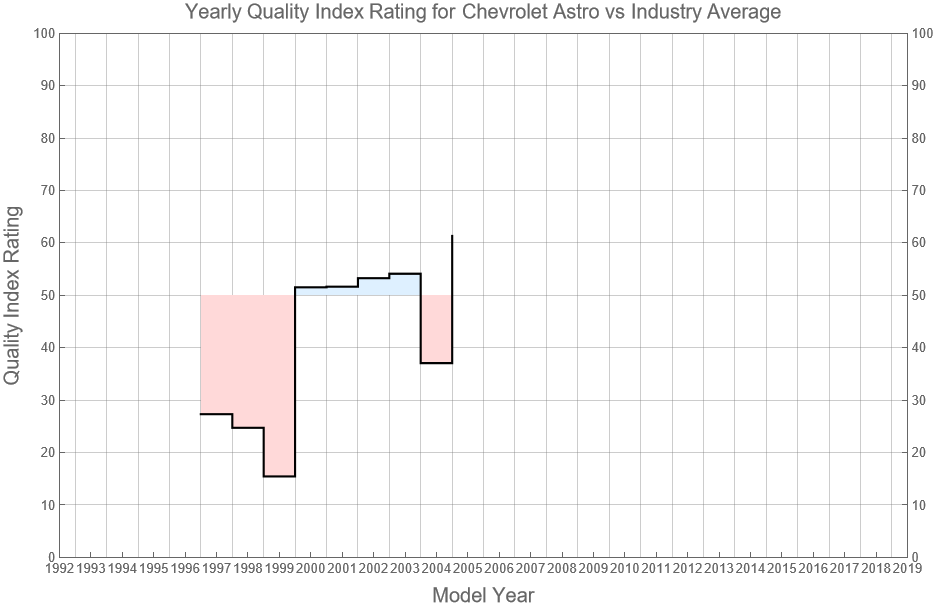 Yearly Quality Index Rating for Chevrolet Astro vs Industry Average
100 100
90 90
80 80
70 70
60 60
50 50
40 40
30 30
20 20
10 10
0 0
Quality Index Rating
1992 1993 1994 1995 1996 1997 1998 1999 2000 2001 2002 2003 2004 2005 2006 2007 2008 2009 2010 2011 2012 2013 2014 2015 2016 2017 2018 2019
Model Year